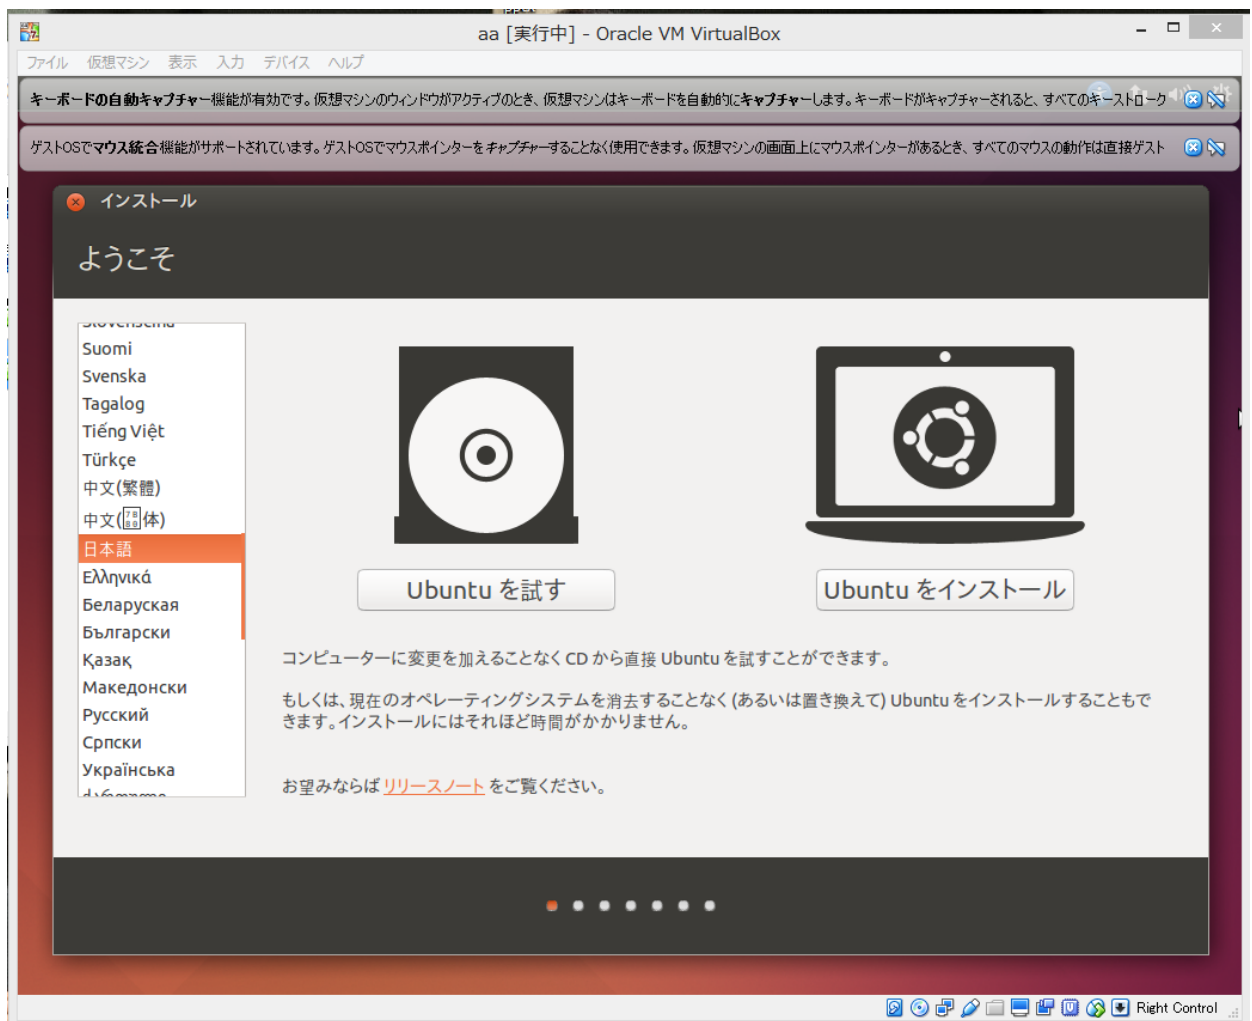 aa [実行中] - Oracle VM VirtualBox
ファイル 仮想マシン 表示 入力 デバイス ヘルプ
キーボードの自動キャプチャー機能が有効です。仮想マシンのウィンドウがアクティブのとき、仮想マシンはキーボードを自動的にキャプチャーします。キーボードがキャプチャーされると、すべてのキーストローク
ゲストOSでマウス統合機能がサポートされています。ゲストOSでマウスポインターをキャプチャーすることなく使用できます。仮想マシンの画面上にマウスポインターがあるとき、すべてのマウスの動作は直接ゲスト
インストール
ようこそ
Suomi
Svenska
Tagalog
Tiếng Việt
Türkçe
中文(繁體)
中文(体)
日本語
Ελληνικά
Беларуская
Български
Қазақ
Македонски
Русский
Српски
Українська
Ubuntu を試す
Ubuntu をインストール
コンピューターに変更を加えることなく CD から直接 Ubuntu を試すことができます。
もしくは、現在のオペレーティングシステムを消去することなく (あるいは置き換えて) Ubuntu をインストールすることもで
きます。インストールにはそれほど時間がかかりません。
お望みならば リリースノート をご覧ください。
Right Control